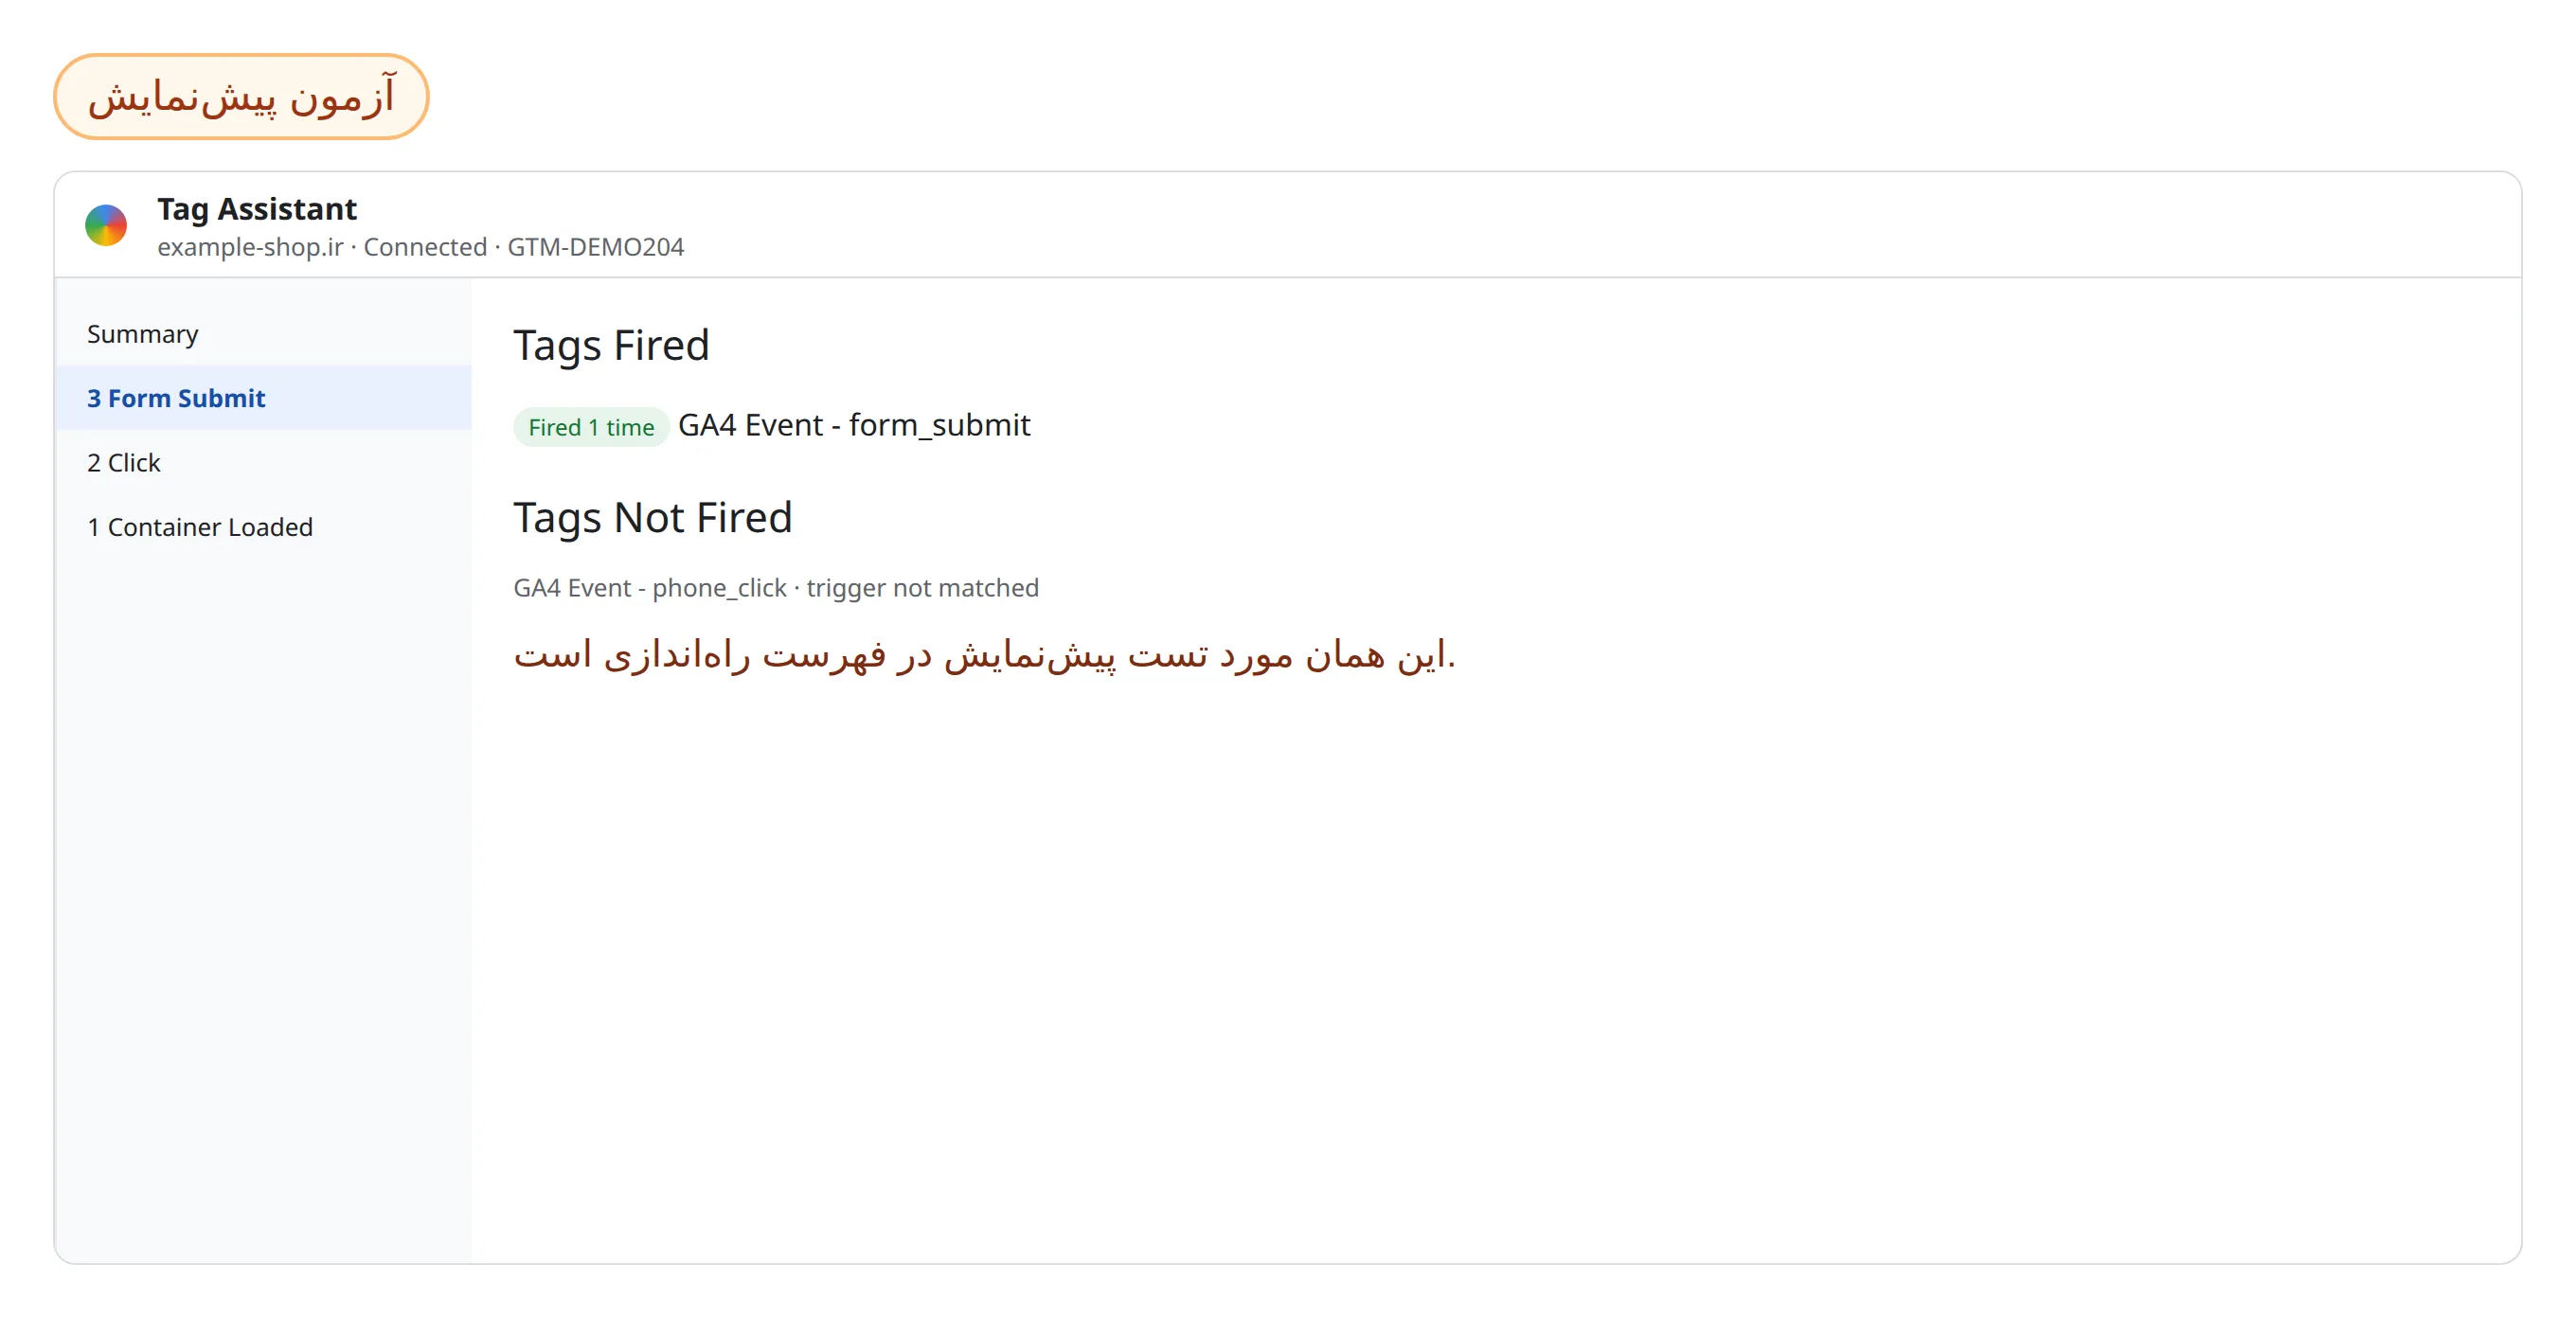 آزمون پیش‌نمایش
Tag Assistant
example-shop.ir · Connected · GTM-DEMO204
Summary
3 Form Submit
2 Click
1 Container Loaded
Tags Fired
Fired 1 time GA4 Event - form_submit
Tags Not Fired
GA4 Event - phone_click · trigger not matched
این همان مورد تست پیش‌نمایش در فهرست راه‌اندازی است.